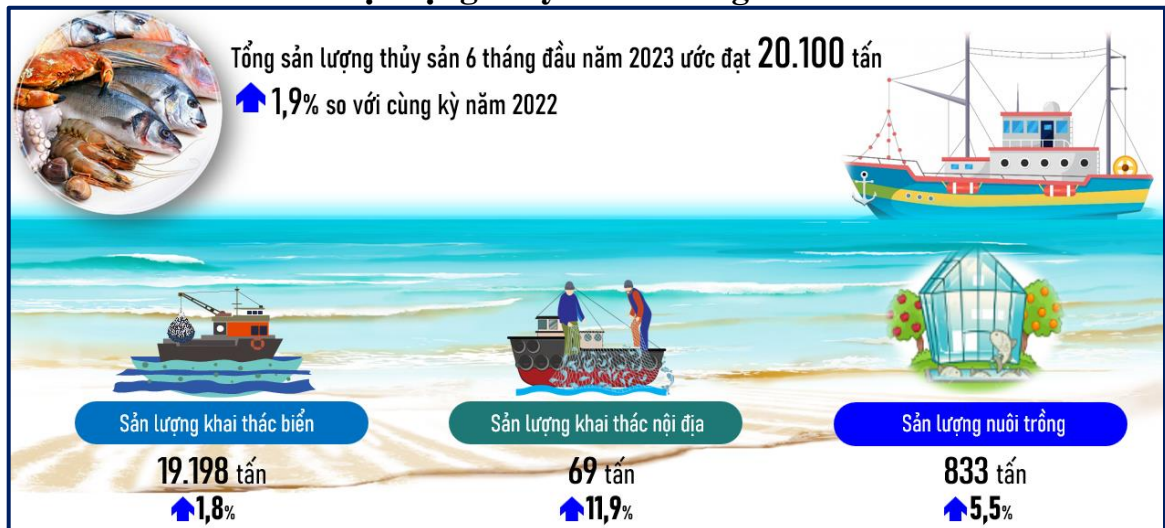 Tổng sản lượng thủy sản 6 tháng đầu năm 2023 ước đạt 20.100 tấn
1,9% so với cùng kỳ năm 2022
Sản lượng khai thác biển
Sản lượng khai thác nội địa
Sản lượng nuôi trồng
19.198 tấn
69 tấn
833 tấn
1,8%
11,9%
5,5%